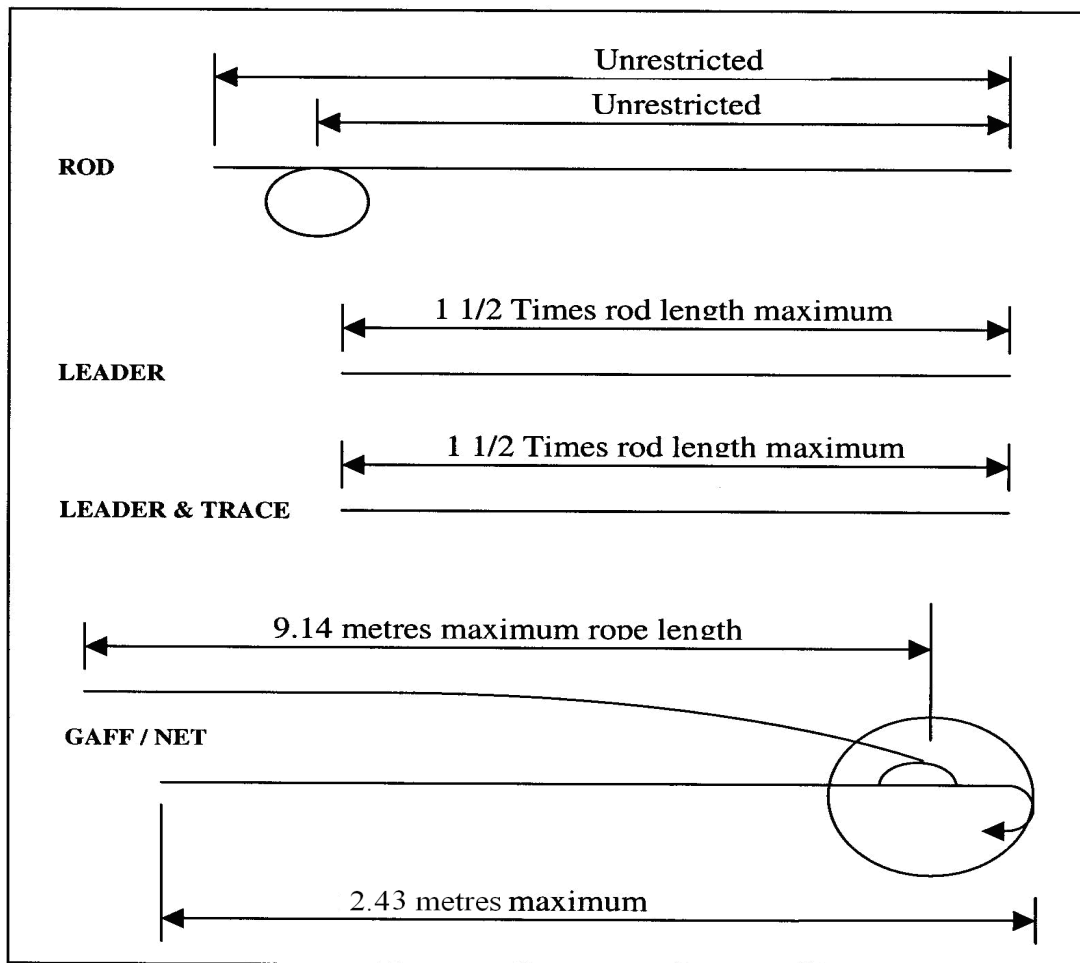 Unrestricted
Unrestricted
ROD
1 1/2 Times rod length maximum
LEADER
1 1/2 Times rod length maximum
LEADER & TRACE
9.14 metres maximum rope length
GAFF / NET
2.43 metres maximum